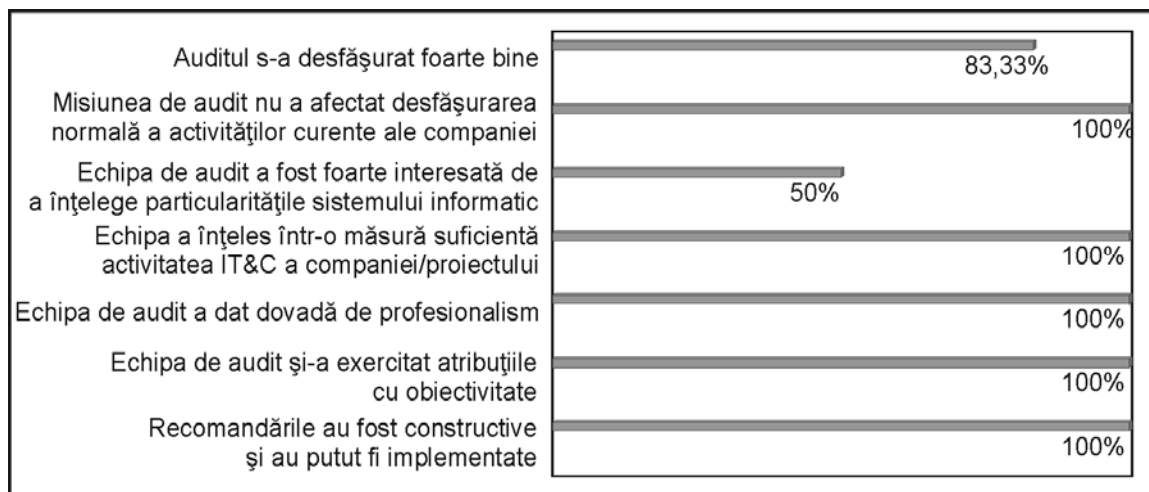 Auditul s-a desfăşurat foarte bine
83,33%
Misiunea de audit nu a afectat desfăşurarea
normală a activităţilor curente ale companiei
100%
Echipa de audit a fost foarte interesată de
a înţelege particularităţile sistemului informatic
50%
Echipa a înţeles într-o măsură suficientă
activitatea IT&C a companiei/proiectului
100%
Echipa de audit a dat dovadă de profesionalism
100%
Echipa de audit şi-a exercitat atribuţiile
cu obiectivitate
100%
Recomandările au fost constructive
şi au putut fi implementate
100%